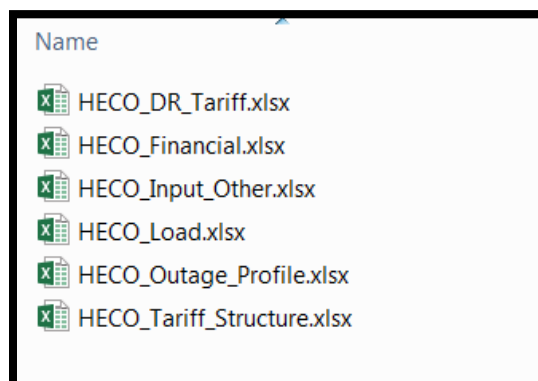 Name
HECO_DR_Tariff.xlsx
HECO_Financial.xlsx
HECO_Input_Other.xlsx
HECO_Load.xlsx
HECO_Outage_Profile.xlsx
HECO_Tariff_Structure.xlsx